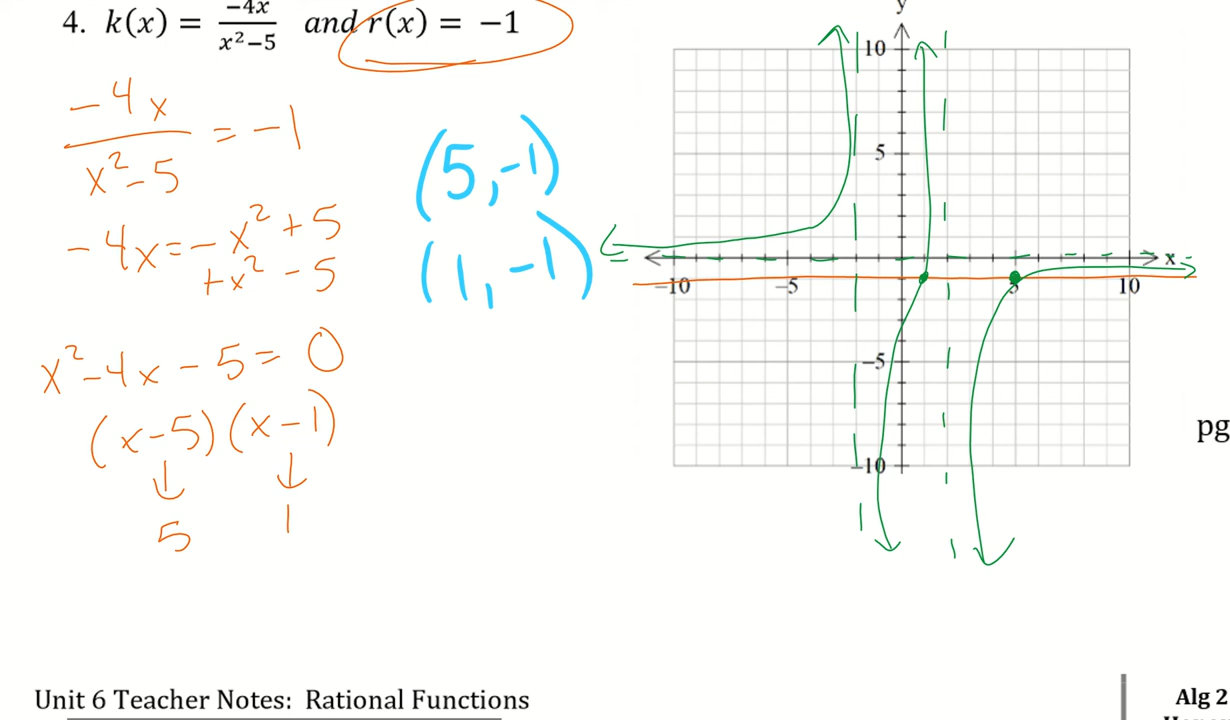 4. k(x) = −4x / x²−5 and r(x) = −1
−4x / x²−5 = −1
−4x = −x² + 5
+x² − 5
x² − 4x − 5 = 0
(x−5)(x−1)
↓ ↓
5 1
(5, −1)
(1, −1)
y
10
5
x
−10 −5 5 10
−5
−10
pg
Unit 6 Teacher Notes: Rational Functions
Alg 2